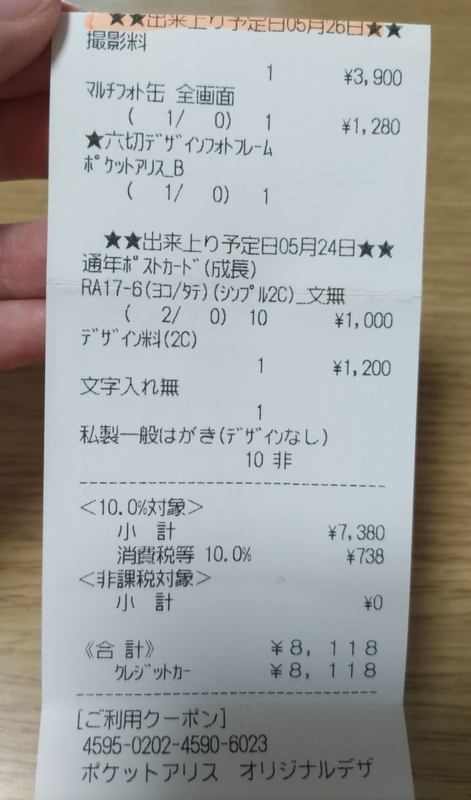 ★★出来上り予定日05月26日★★
撮影料
1 ¥3,900
マルチフォト缶 全画面
( 1/ 0) 1 ¥1,280
★六切デザインフォトフレーム
ポケットアリス_B
( 1/ 0) 1
★★出来上り予定日05月24日★★
通年ポストカード(成長)
RA17-6(ヨコ/タテ)(シンプル2C)_文無
( 2/ 0) 10 ¥1,000
デザイン料(2C)
1 ¥1,200
文字入れ無
1
私製一般はがき(デザインなし)
10 非
<10.0%対象>
小 計 ¥7,380
消費税等 10.0% ¥738
<非課税対象>
小 計 ¥0
《合 計》 ¥8,118
クレジットカー ¥8,118
[ご利用クーポン]
4595-0202-4590-6023
ポケットアリス オリジナルデザ